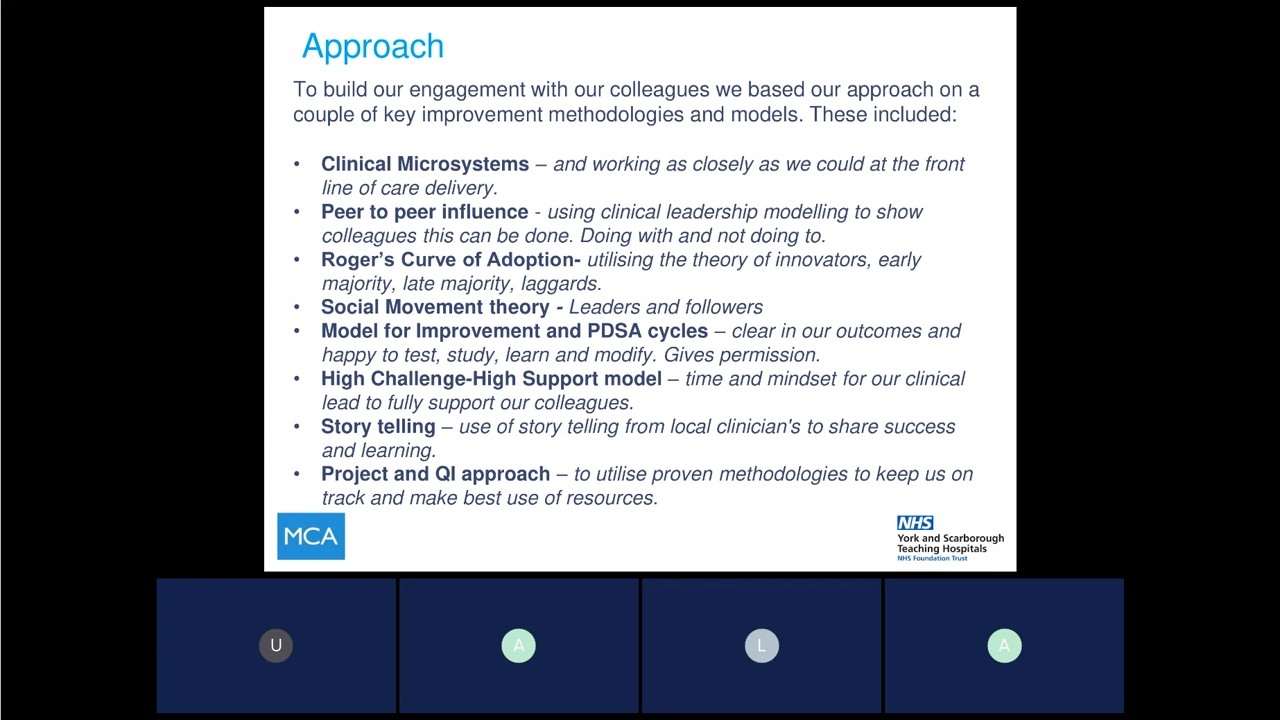 Approach
To build our engagement with our colleagues we based our approach on a
couple of key improvement methodologies and models. These included:
• Clinical Microsystems – and working as closely as we could at the front
line of care delivery.
• Peer to peer influence - using clinical leadership modelling to show
colleagues this can be done. Doing with and not doing to.
• Roger’s Curve of Adoption- utilising the theory of innovators, early
majority, late majority, laggards.
• Social Movement theory - Leaders and followers
• Model for Improvement and PDSA cycles – clear in our outcomes and
happy to test, study, learn and modify. Gives permission.
• High Challenge-High Support model – time and mindset for our clinical
lead to fully support our colleagues.
• Story telling – use of story telling from local clinician's to share success
and learning.
• Project and QI approach – to utilise proven methodologies to keep us on
track and make best use of resources.
MCA
NHS
York and Scarborough
Teaching Hospitals
NHS Foundation Trust
U
A
L
A